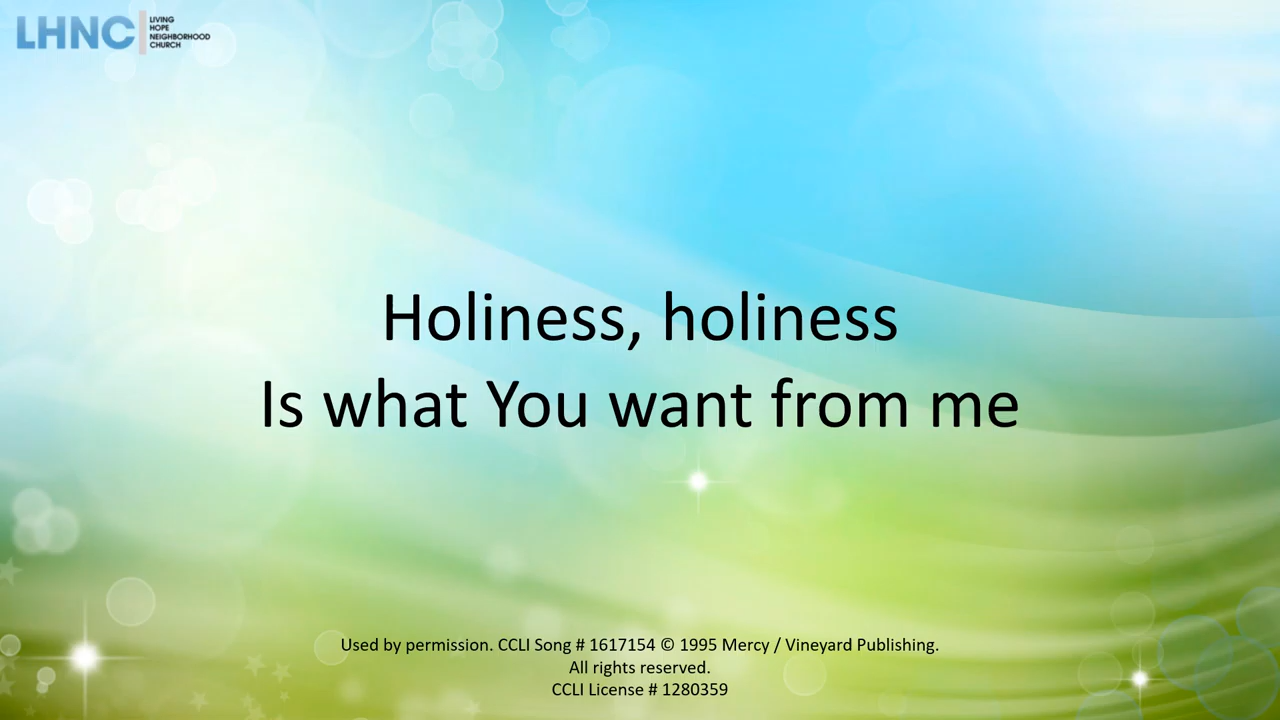 LHNC
LIVING
HOPE
NEIGHBORHOOD
CHURCH
Holiness, holiness
Is what You want from me
Used by permission. CCLI Song # 1617154 © 1995 Mercy / Vineyard Publishing.
All rights reserved.
CCLI License # 1280359